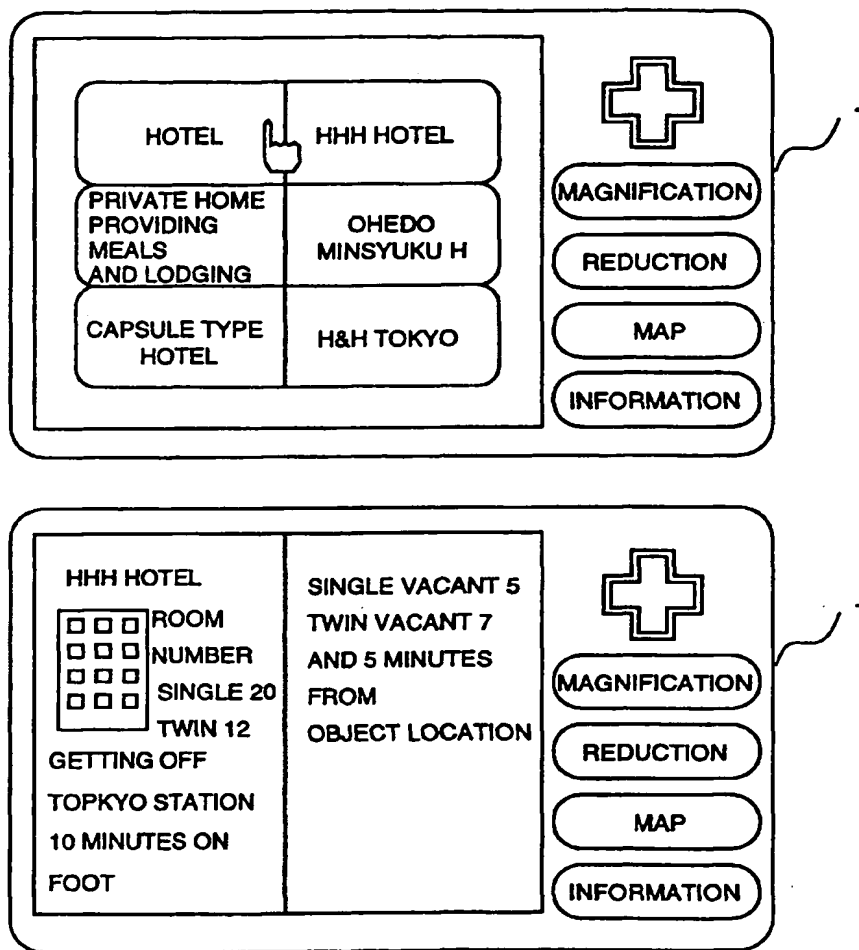 HOTEL
HHH HOTEL
PRIVATE HOME
PROVIDING
MEALS
AND LODGING
OHEDO
MINSYUKU H
CAPSULE TYPE
HOTEL
H&H TOKYO
MAGNIFICATION
REDUCTION
MAP
INFORMATION
HHH HOTEL
ROOM
NUMBER
SINGLE 20
TWIN 12
GETTING OFF
TOPKYO STATION
10 MINUTES ON
FOOT
SINGLE VACANT 5
TWIN VACANT 7
AND 5 MINUTES
FROM
OBJECT LOCATION
MAGNIFICATION
REDUCTION
MAP
INFORMATION